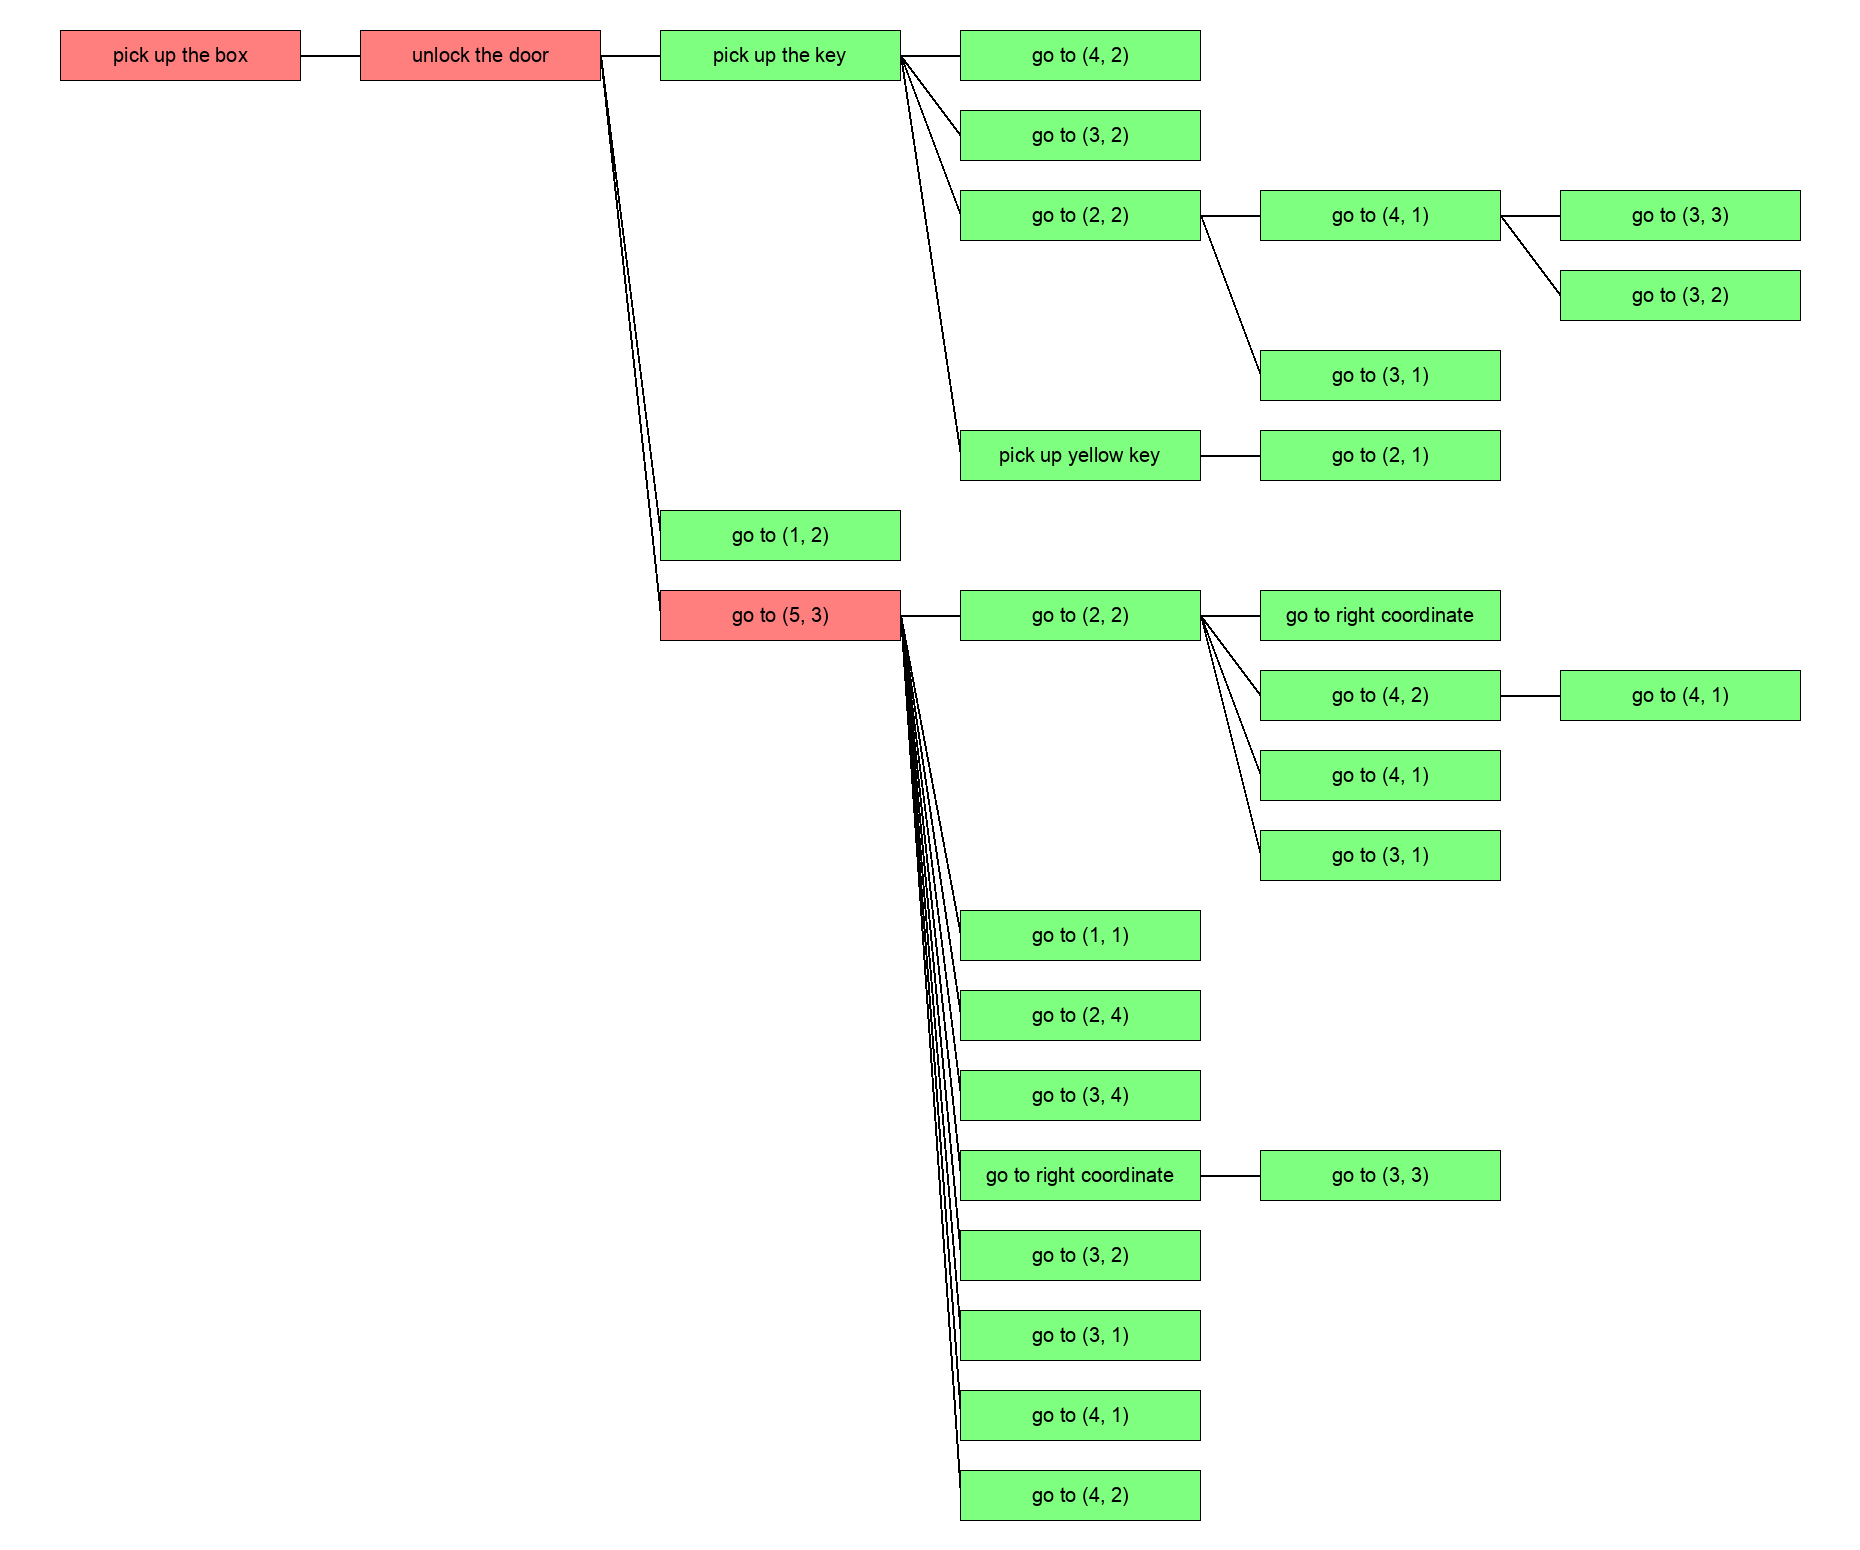 pick up the box
unlock the door
pick up the key
go to (4, 2)
go to (3, 2)
go to (2, 2)
go to (4, 1)
go to (3, 3)
go to (3, 2)
go to (3, 1)
pick up yellow key
go to (2, 1)
go to (1, 2)
go to (5, 3)
go to (2, 2)
go to right coordinate
go to (4, 2)
go to (4, 1)
go to (4, 1)
go to (3, 1)
go to (1, 1)
go to (2, 4)
go to (3, 4)
go to right coordinate
go to (3, 3)
go to (3, 2)
go to (3, 1)
go to (4, 1)
go to (4, 2)